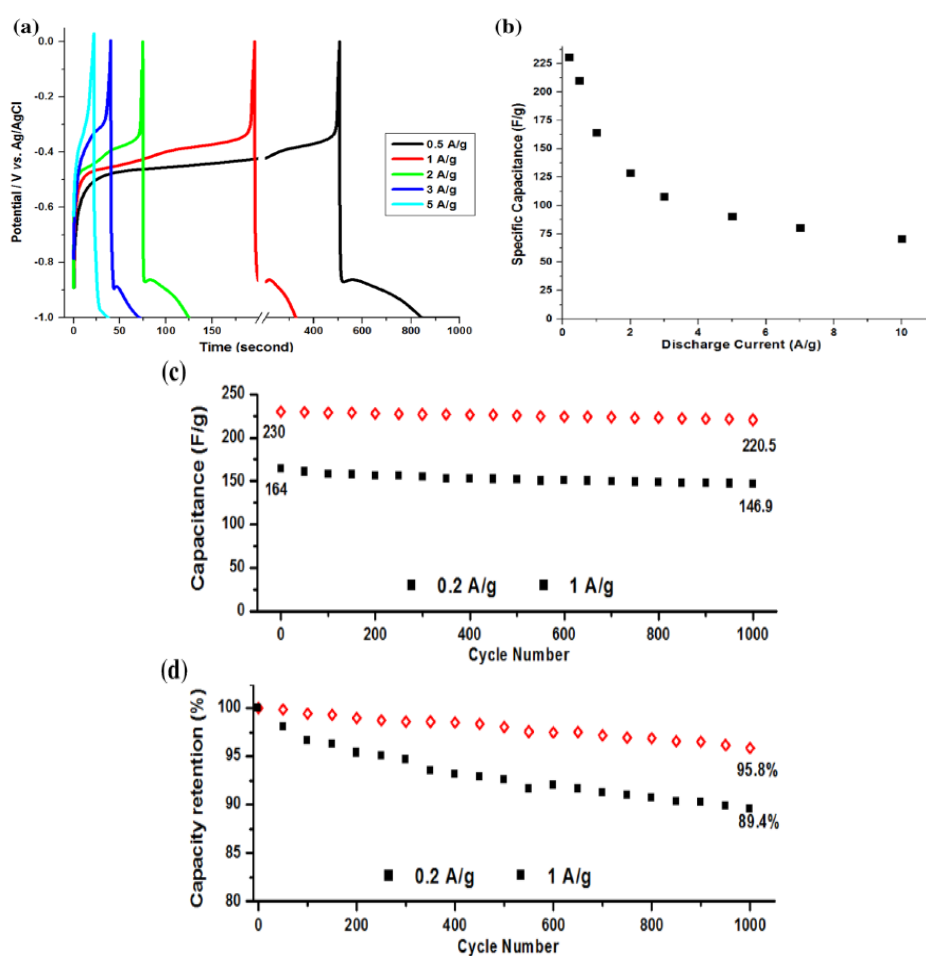 (a)
0.0
-0.2
-0.4
-0.6
-0.8
-1.0
Potential / V vs. Ag/AgCl
0.5 A/g
1 A/g
2 A/g
3 A/g
5 A/g
0 50 100 150 400 600 800 1000
Time (second)
(b)
225
200
175
150
125
100
75
50
25
0
Specific Capacitance (F/g)
0 2 4 6 8 10
Discharge Current (A/g)
(c)
250
200
150
100
50
0
Capacitance (F/g)
230
220.5
164
146.9
0.2 A/g 1 A/g
0 200 400 600 800 1000
Cycle Number
(d)
100
95
90
85
80
Capacity retention (%)
95.8%
89.4%
0.2 A/g 1 A/g
0 200 400 600 800 1000
Cycle Number